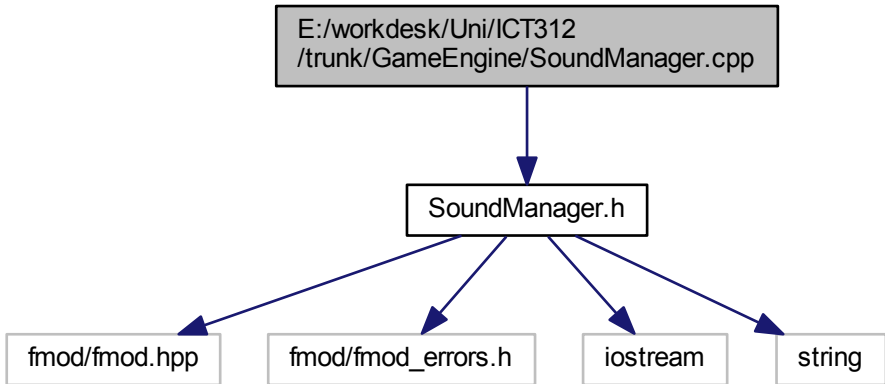 E:/workdesk/Uni/ICT312
/trunk/GameEngine/SoundManager.cpp
SoundManager.h
fmod/fmod.hpp
fmod/fmod_errors.h
iostream
string